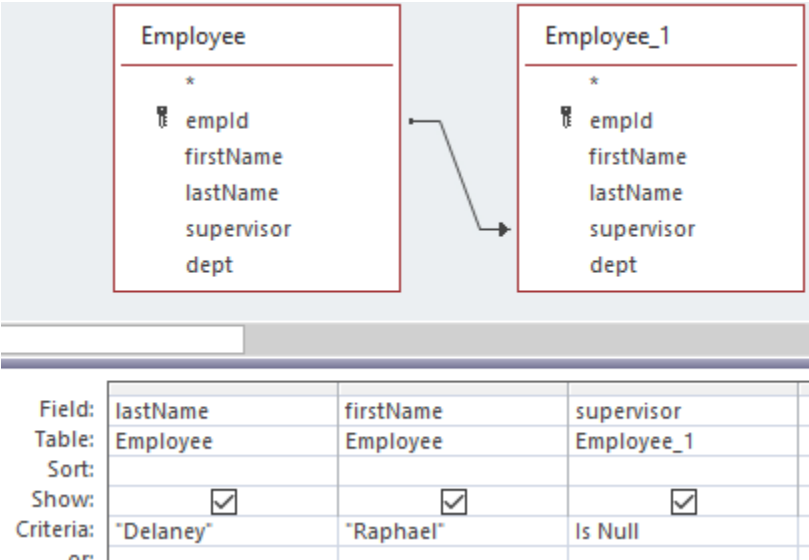 Employee
*
empId
firstName
lastName
supervisor
dept
Employee_1
*
empId
firstName
lastName
supervisor
dept
Field: lastName firstName supervisor
Table: Employee Employee Employee_1
Sort:
Show:
Criteria: "Delaney" "Raphael" Is Null
or: